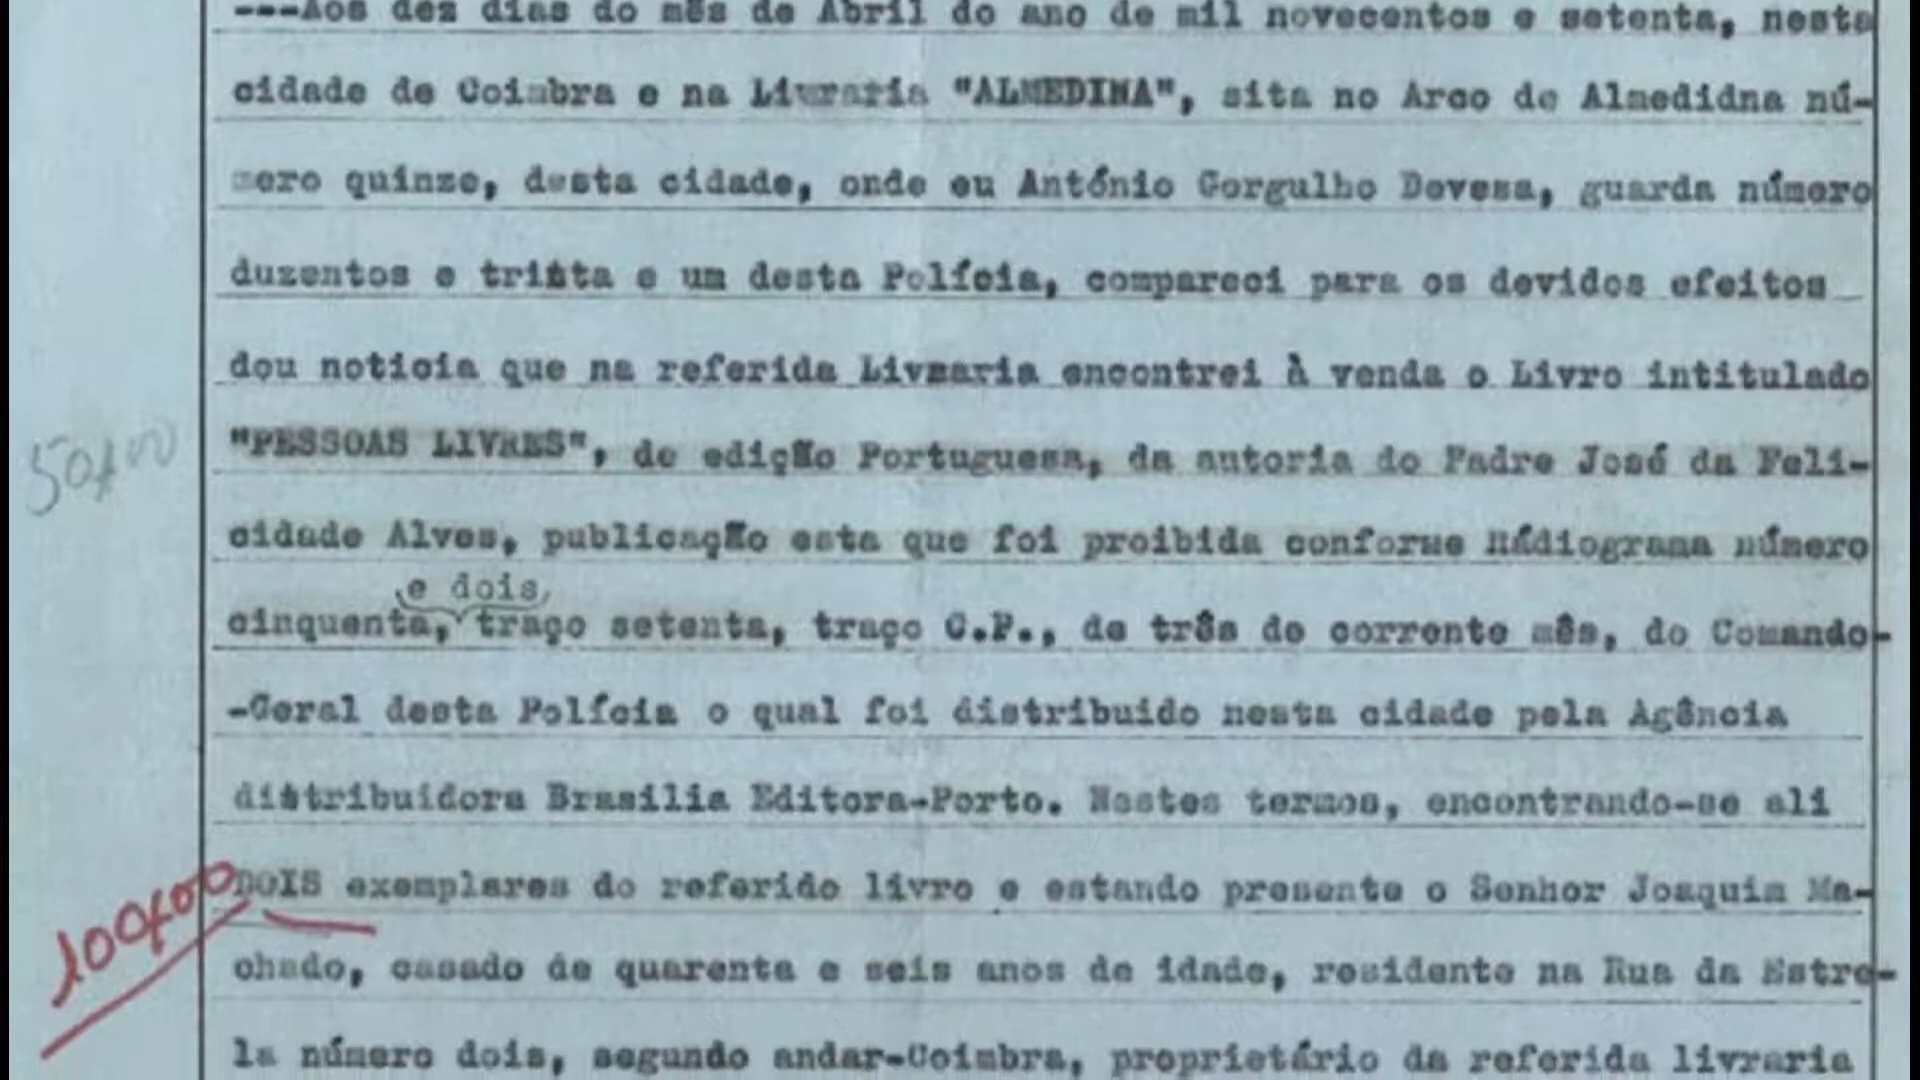 ---Aos dez dias do mês de Abril do ano de mil novecentos e setenta, nesta
cidade de Coimbra e na Livraria "ALMEDINA", sita no Arco de Almedidna nú-
mero quinze, desta cidade, onde eu António Gorgulho Devesa, guarda número
duzentos e trinta e um desta Polícia, compareci para os devidos efeitos
dou noticia que na referida Livraria encontrei à venda o Livro intitulado
50$00
"PESSOAS LIVRES", de edição Portuguesa, da autoria do Padre José da Feli-
cidade Alves, publicação esta que foi proibida conforme Rádiograma número
e dois
cinquenta, traço setenta, traço C.P., de três de corrente mês, do Comando-
-Geral desta Polícia o qual foi distribuido nesta cidade pela Agência
distribuidora Brasilia Editora-Porto. Nestes termos, encontrando-se ali
100$00
DOIS exemplares do referido livro e estando presente o Senhor Joaquim Ma-
chado, casado de quarenta e seis anos de idade, residente na Rua da Estre-
la número dois, segundo andar-Coimbra, proprietário da referida livraria